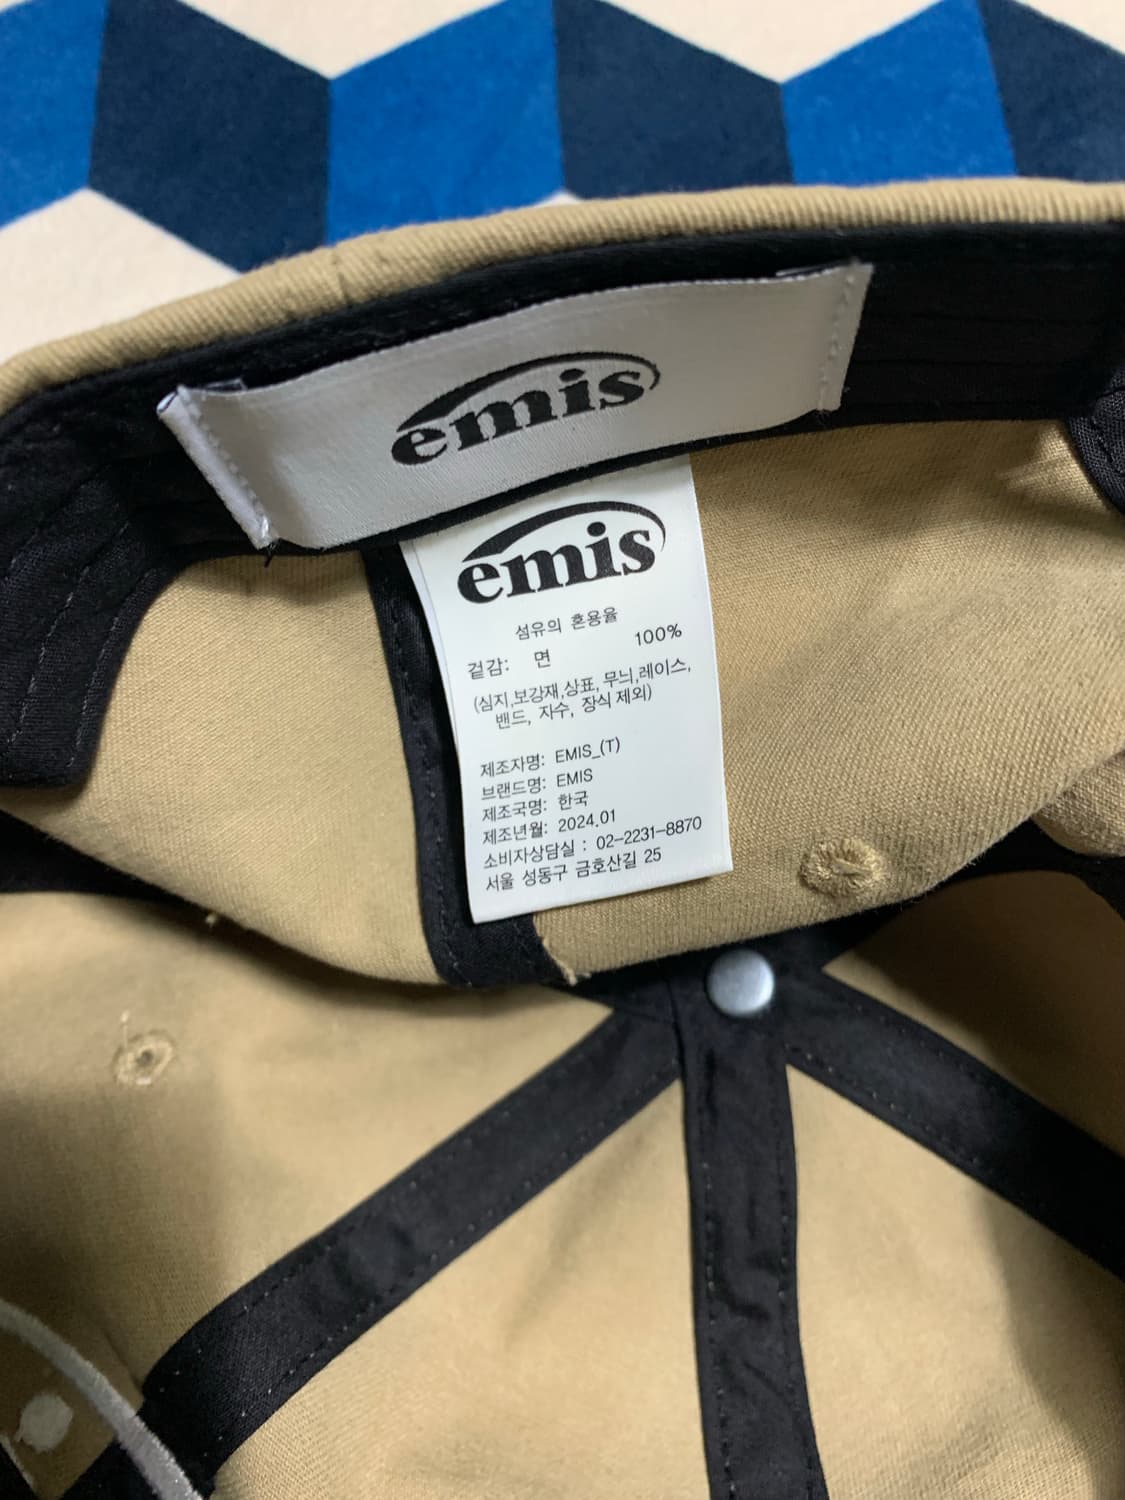 emis
emis
섬유의 혼용율
겉감: 면 100%
(심지,보강재,상표, 무늬,레이스,
밴드, 자수, 장식 제외)
제조자명: EMIS_(T)
브랜드명: EMIS
제조국명: 한국
제조년월: 2024.01
소비자상담실 : 02-2231-8870
서울 성동구 금호산길 25